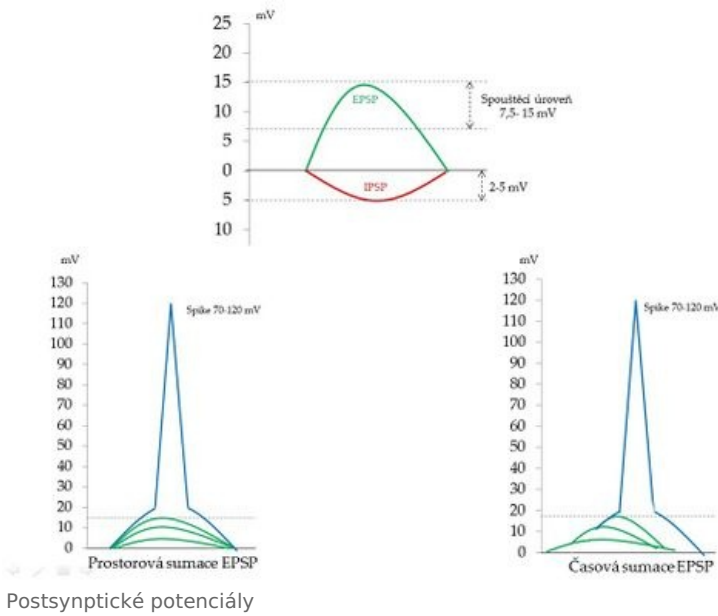 mV
25
20
15
10
5
0
5
10
EPSP
IPSP
Spouštěcí úroveň
7,5- 15 mV
2-5 mV
mV
130
120
110
100
90
80
70
60
50
40
30
20
10
0
Spike 70-120 mV
Prostorová sumace EPSP
mV
130
120
110
100
90
80
70
60
50
40
30
20
10
0
Spike 70-120 mV
Časová sumace EPSP
Postsynptické potenciály